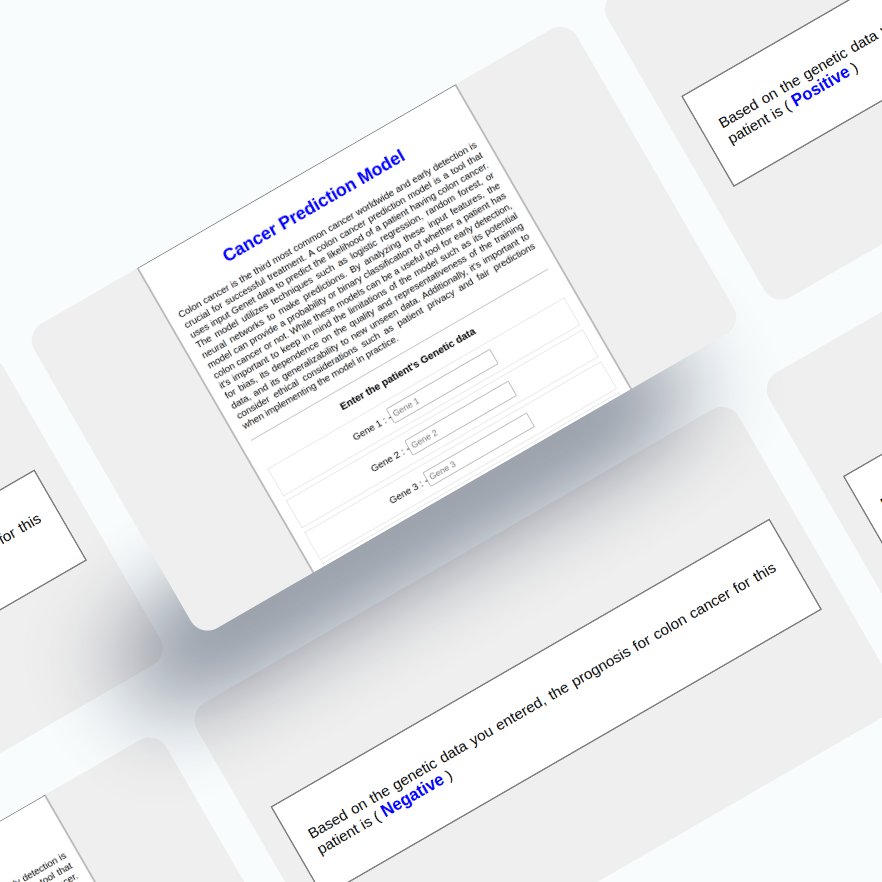 Cancer Prediction Model
Colon cancer is the third most common cancer worldwide and early detection is
crucial for successful treatment. A colon cancer prediction model is a tool that
uses input Genet data to predict the likelihood of a patient having colon cancer.
The model utilizes techniques such as logistic regression, random forest, or
neural networks to make predictions. By analyzing these input features, the
model can provide a probability or binary classification of whether a patient has
colon cancer or not. While these models can be a useful tool for early detection,
it's important to keep in mind the limitations of the model such as its potential
for bias, its dependence on the quality and representativeness of the training
data, and its generalizability to new unseen data. Additionally, it's important to
consider ethical considerations such as patient privacy and fair predictions
when implementing the model in practice.
Enter the patient's Genetic data
Gene 1 : - Gene 1
Gene 2 : - Gene 2
Gene 3 : - Gene 3
Based on the genetic data
patient is ( Positive )
for this
Based on the genetic data you entered, the prognosis for colon cancer for this
patient is ( Negative )
detection is
tool that